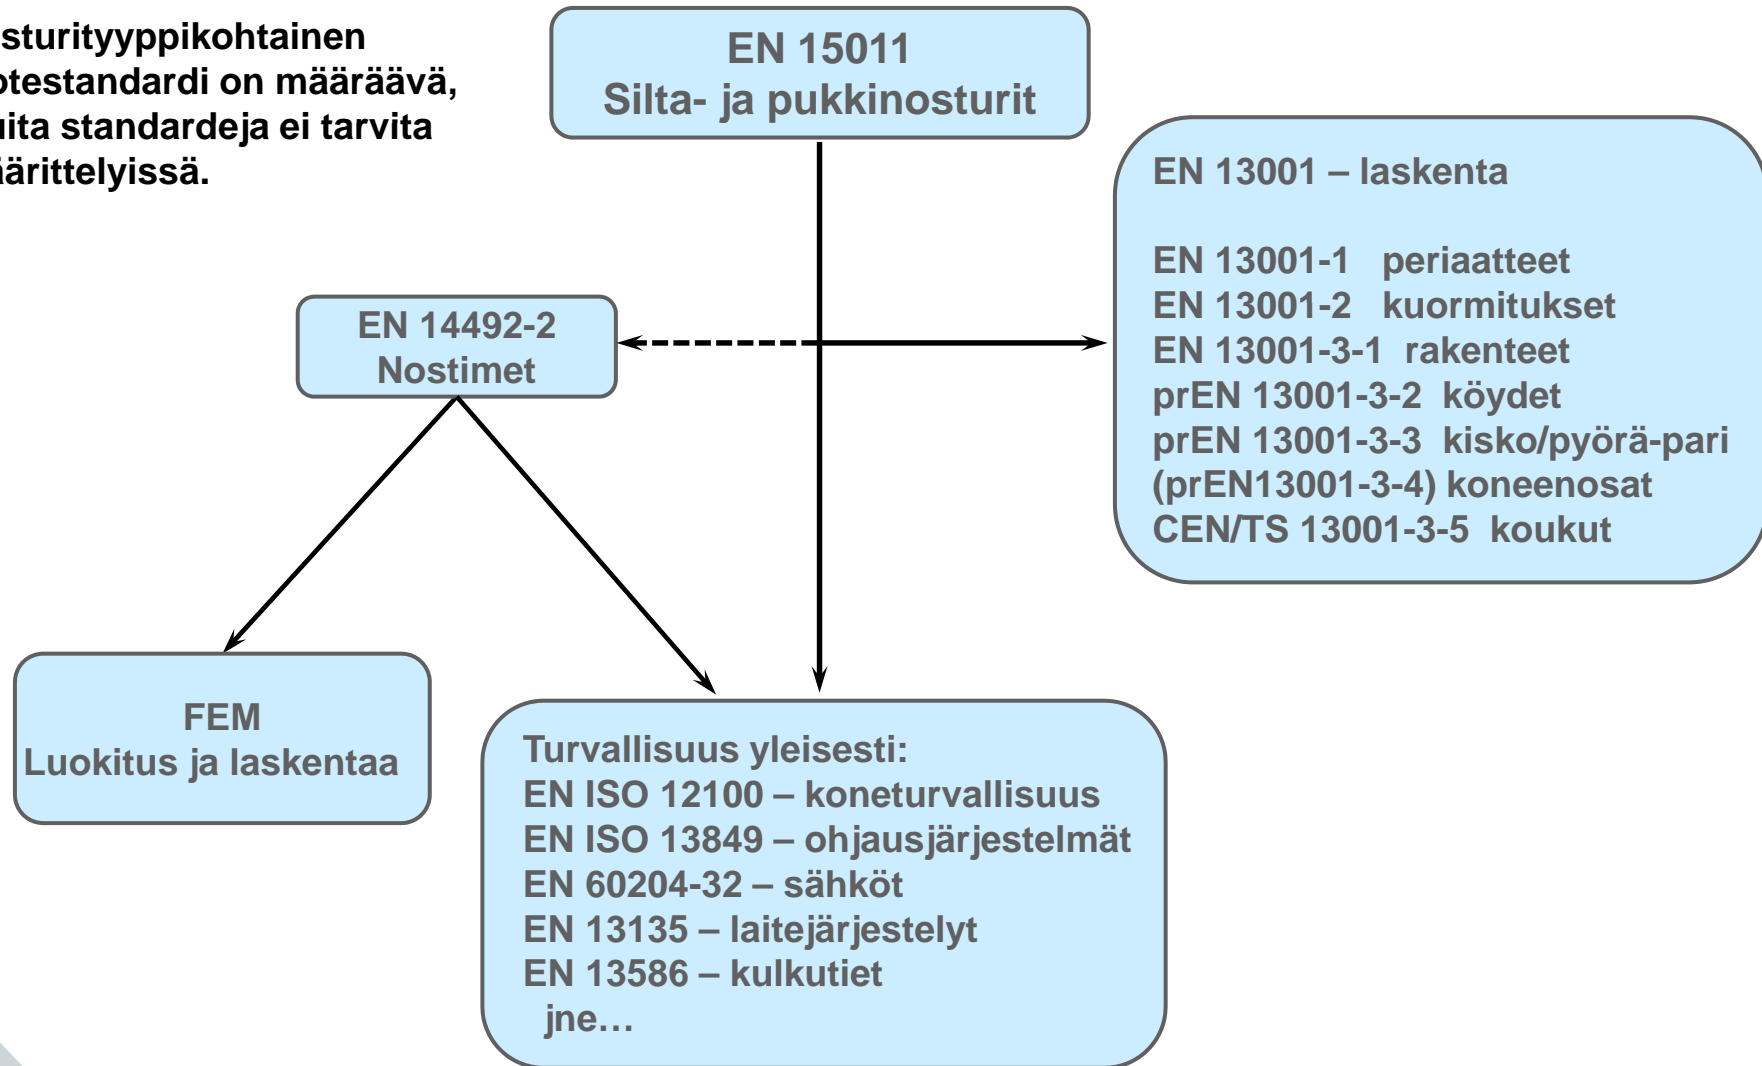 sturityyppikohtainen
otestandardi on määräävä,
uita standardeja ei tarvita
äärittelyissä.
EN 15011
Silta- ja pukkinosturit
EN 13001 – laskenta
EN 13001-1 periaatteet
EN 13001-2 kuormitukset
EN 13001-3-1 rakenteet
prEN 13001-3-2 köydet
prEN 13001-3-3 kisko/pyörä-pari
(prEN13001-3-4) koneenosat
CEN/TS 13001-3-5 koukut
EN 14492-2
Nostimet
FEM
Luokitus ja laskentaa
Turvallisuus yleisesti:
EN ISO 12100 – koneturvallisuus
EN ISO 13849 – ohjausjärjestelmät
EN 60204-32 – sähköt
EN 13135 – laitejärjestelyt
EN 13586 – kulkutiet
jne…